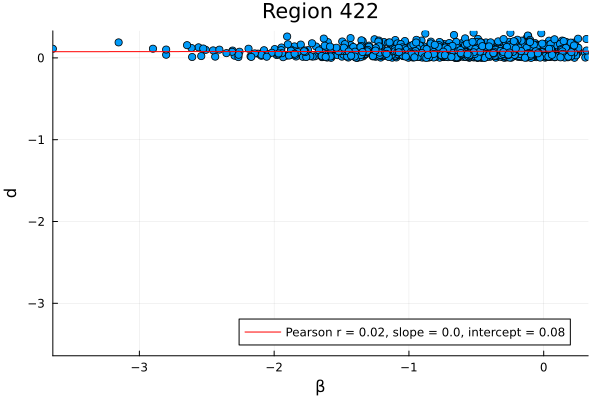 Region 422
0
−1
−2
−3
d
−3
−2
−1
0
β
Pearson r = 0.02, slope = 0.0, intercept = 0.08